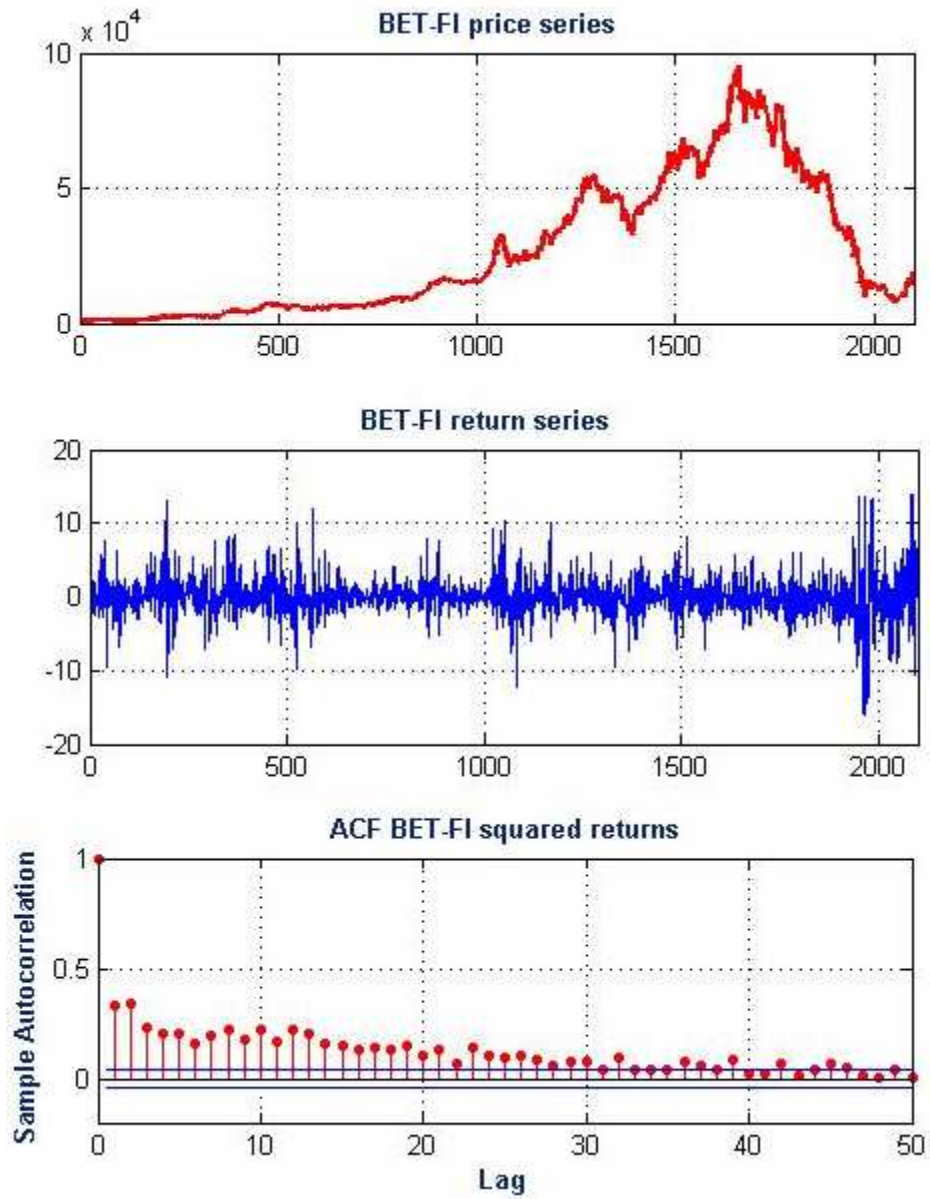 BET-FI price series
x 10^4
10
5
0
0 500 1000 1500 2000
BET-FI return series
20
10
0
-10
-20
0 500 1000 1500 2000
ACF BET-FI squared returns
Sample Autocorrelation
1
0.5
0
0 10 20 30 40 50
Lag